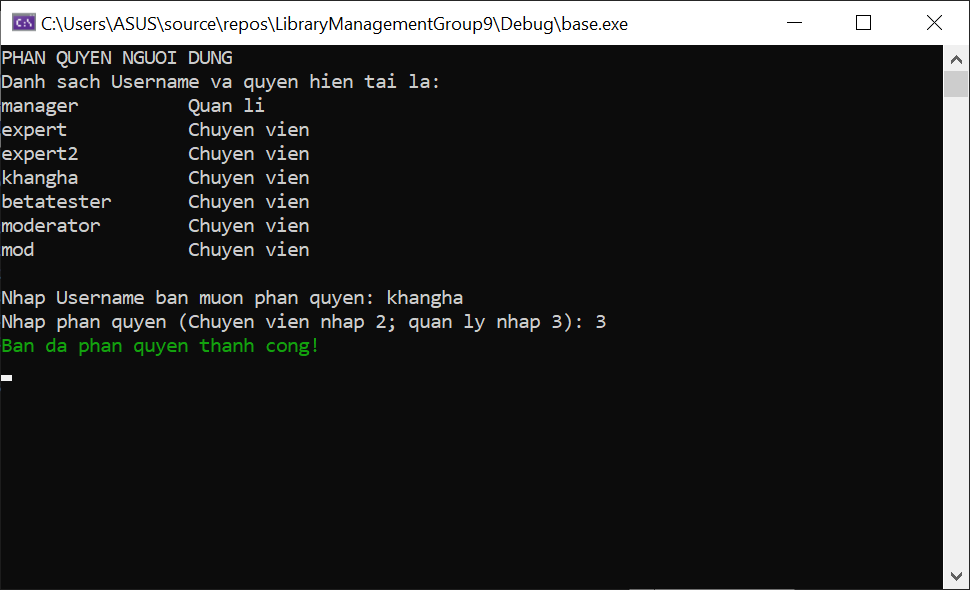 C:\Users\ASUS\source\repos\LibraryManagementGroup9\Debug\base.exe
PHAN QUYEN NGUOI DUNG
Danh sach Username va quyen hien tai la:
manager Quan li
expert Chuyen vien
expert2 Chuyen vien
khangha Chuyen vien
betatester Chuyen vien
moderator Chuyen vien
mod Chuyen vien
Nhap Username ban muon phan quyen: khangha
Nhap phan quyen (Chuyen vien nhap 2; quan ly nhap 3): 3
Ban da phan quyen thanh cong!